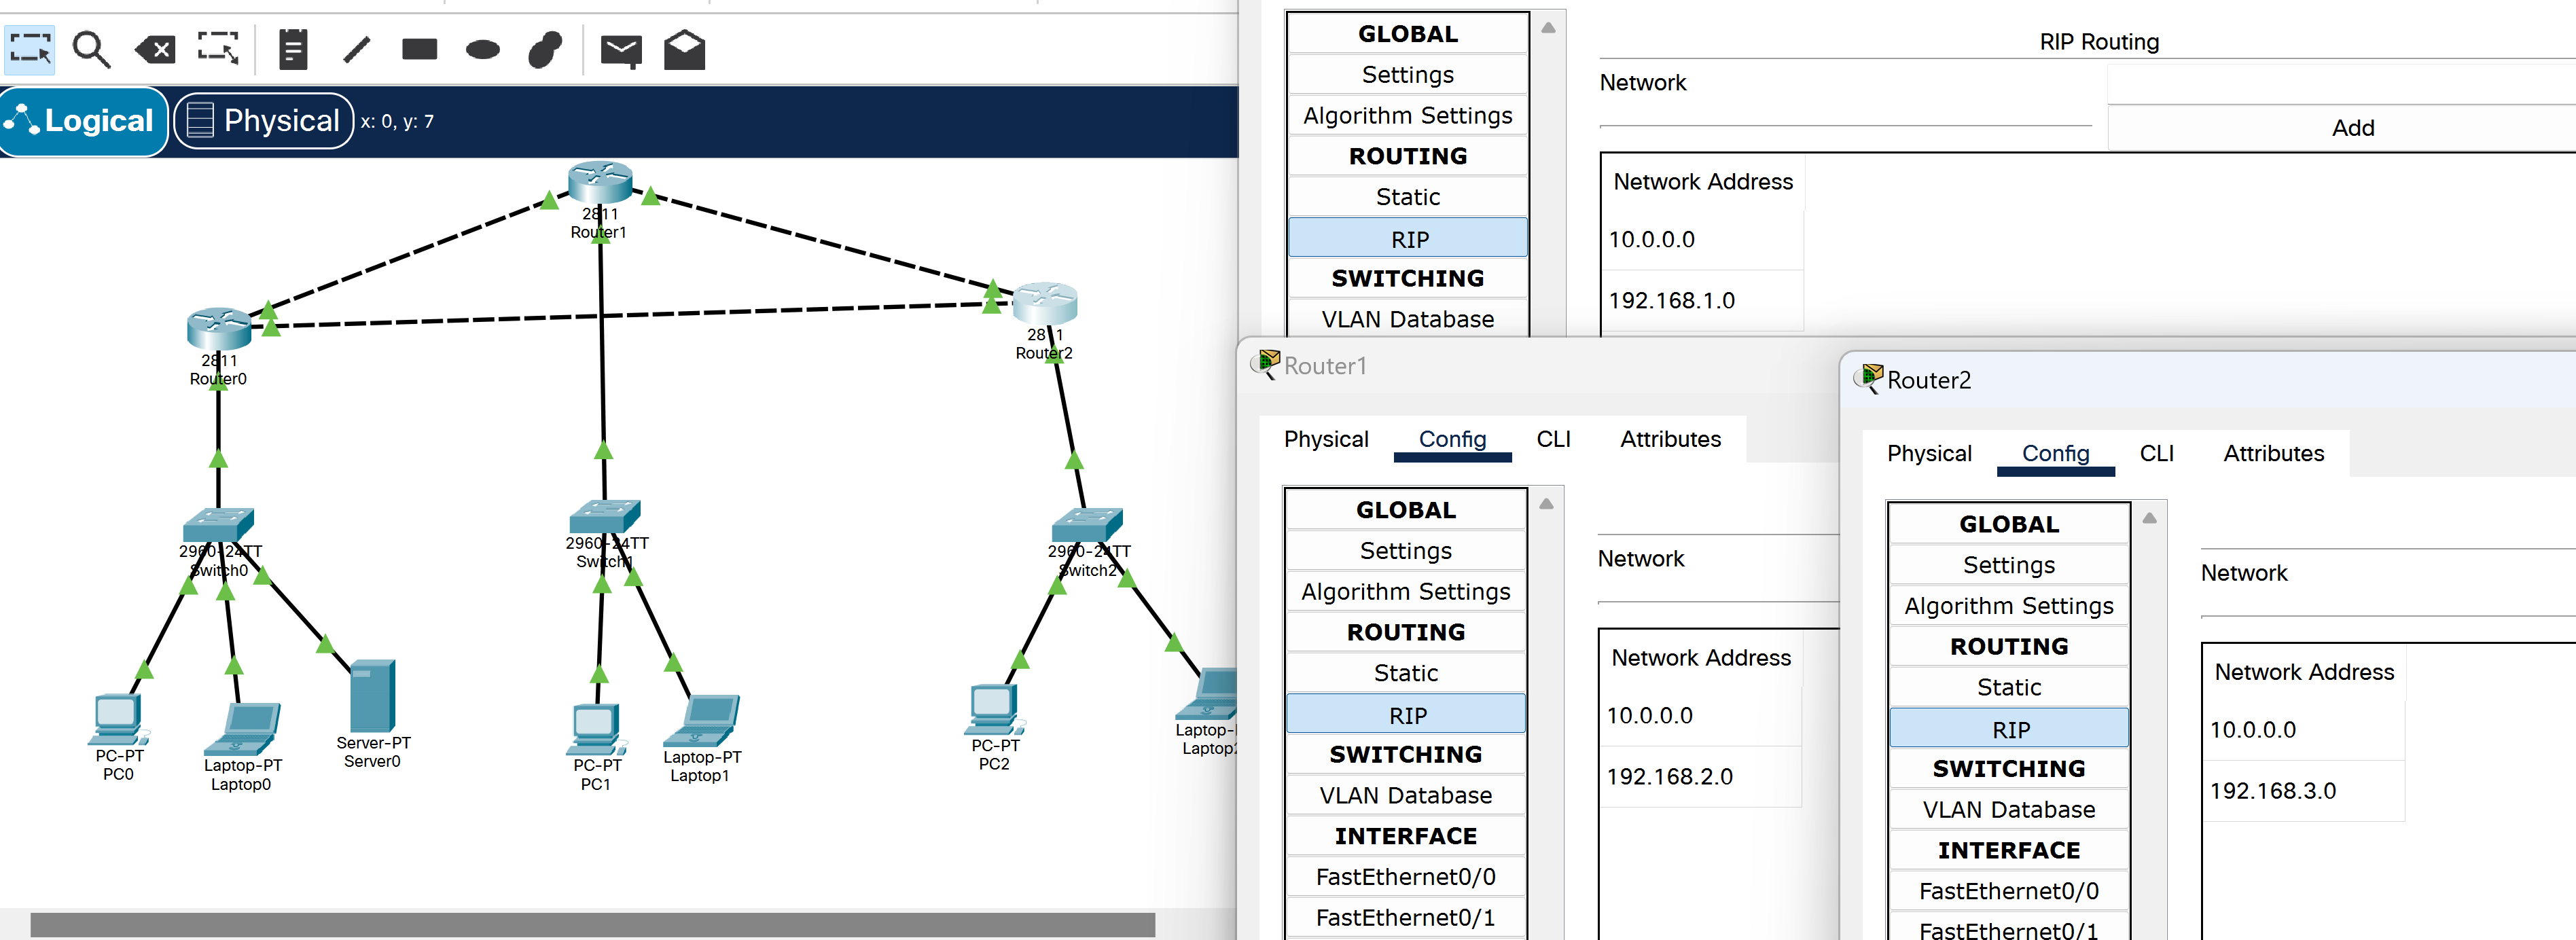 Logical
Physical
x: 0, y: 7
2811
Router1
2811
Router0
2811
Router2
2960-24TT
Switch0
2960-24TT
Switch1
2960-24TT
Switch2
PC-PT
PC0
Laptop-PT
Laptop0
Server-PT
Server0
PC-PT
PC1
Laptop-PT
Laptop1
PC-PT
PC2
Laptop-
Laptop2
GLOBAL
Settings
Algorithm Settings
ROUTING
Static
RIP
SWITCHING
VLAN Database
RIP Routing
Network
Add
Network Address
10.0.0.0
192.168.1.0
Router1
Physical
Config
CLI
Attributes
GLOBAL
Settings
Algorithm Settings
ROUTING
Static
RIP
SWITCHING
VLAN Database
INTERFACE
FastEthernet0/0
FastEthernet0/1
Network
Network Address
10.0.0.0
192.168.2.0
Router2
Physical
Config
CLI
Attributes
GLOBAL
Settings
Algorithm Settings
ROUTING
Static
RIP
SWITCHING
VLAN Database
INTERFACE
FastEthernet0/0
FastEthernet0/1
Network
Network Address
10.0.0.0
192.168.3.0